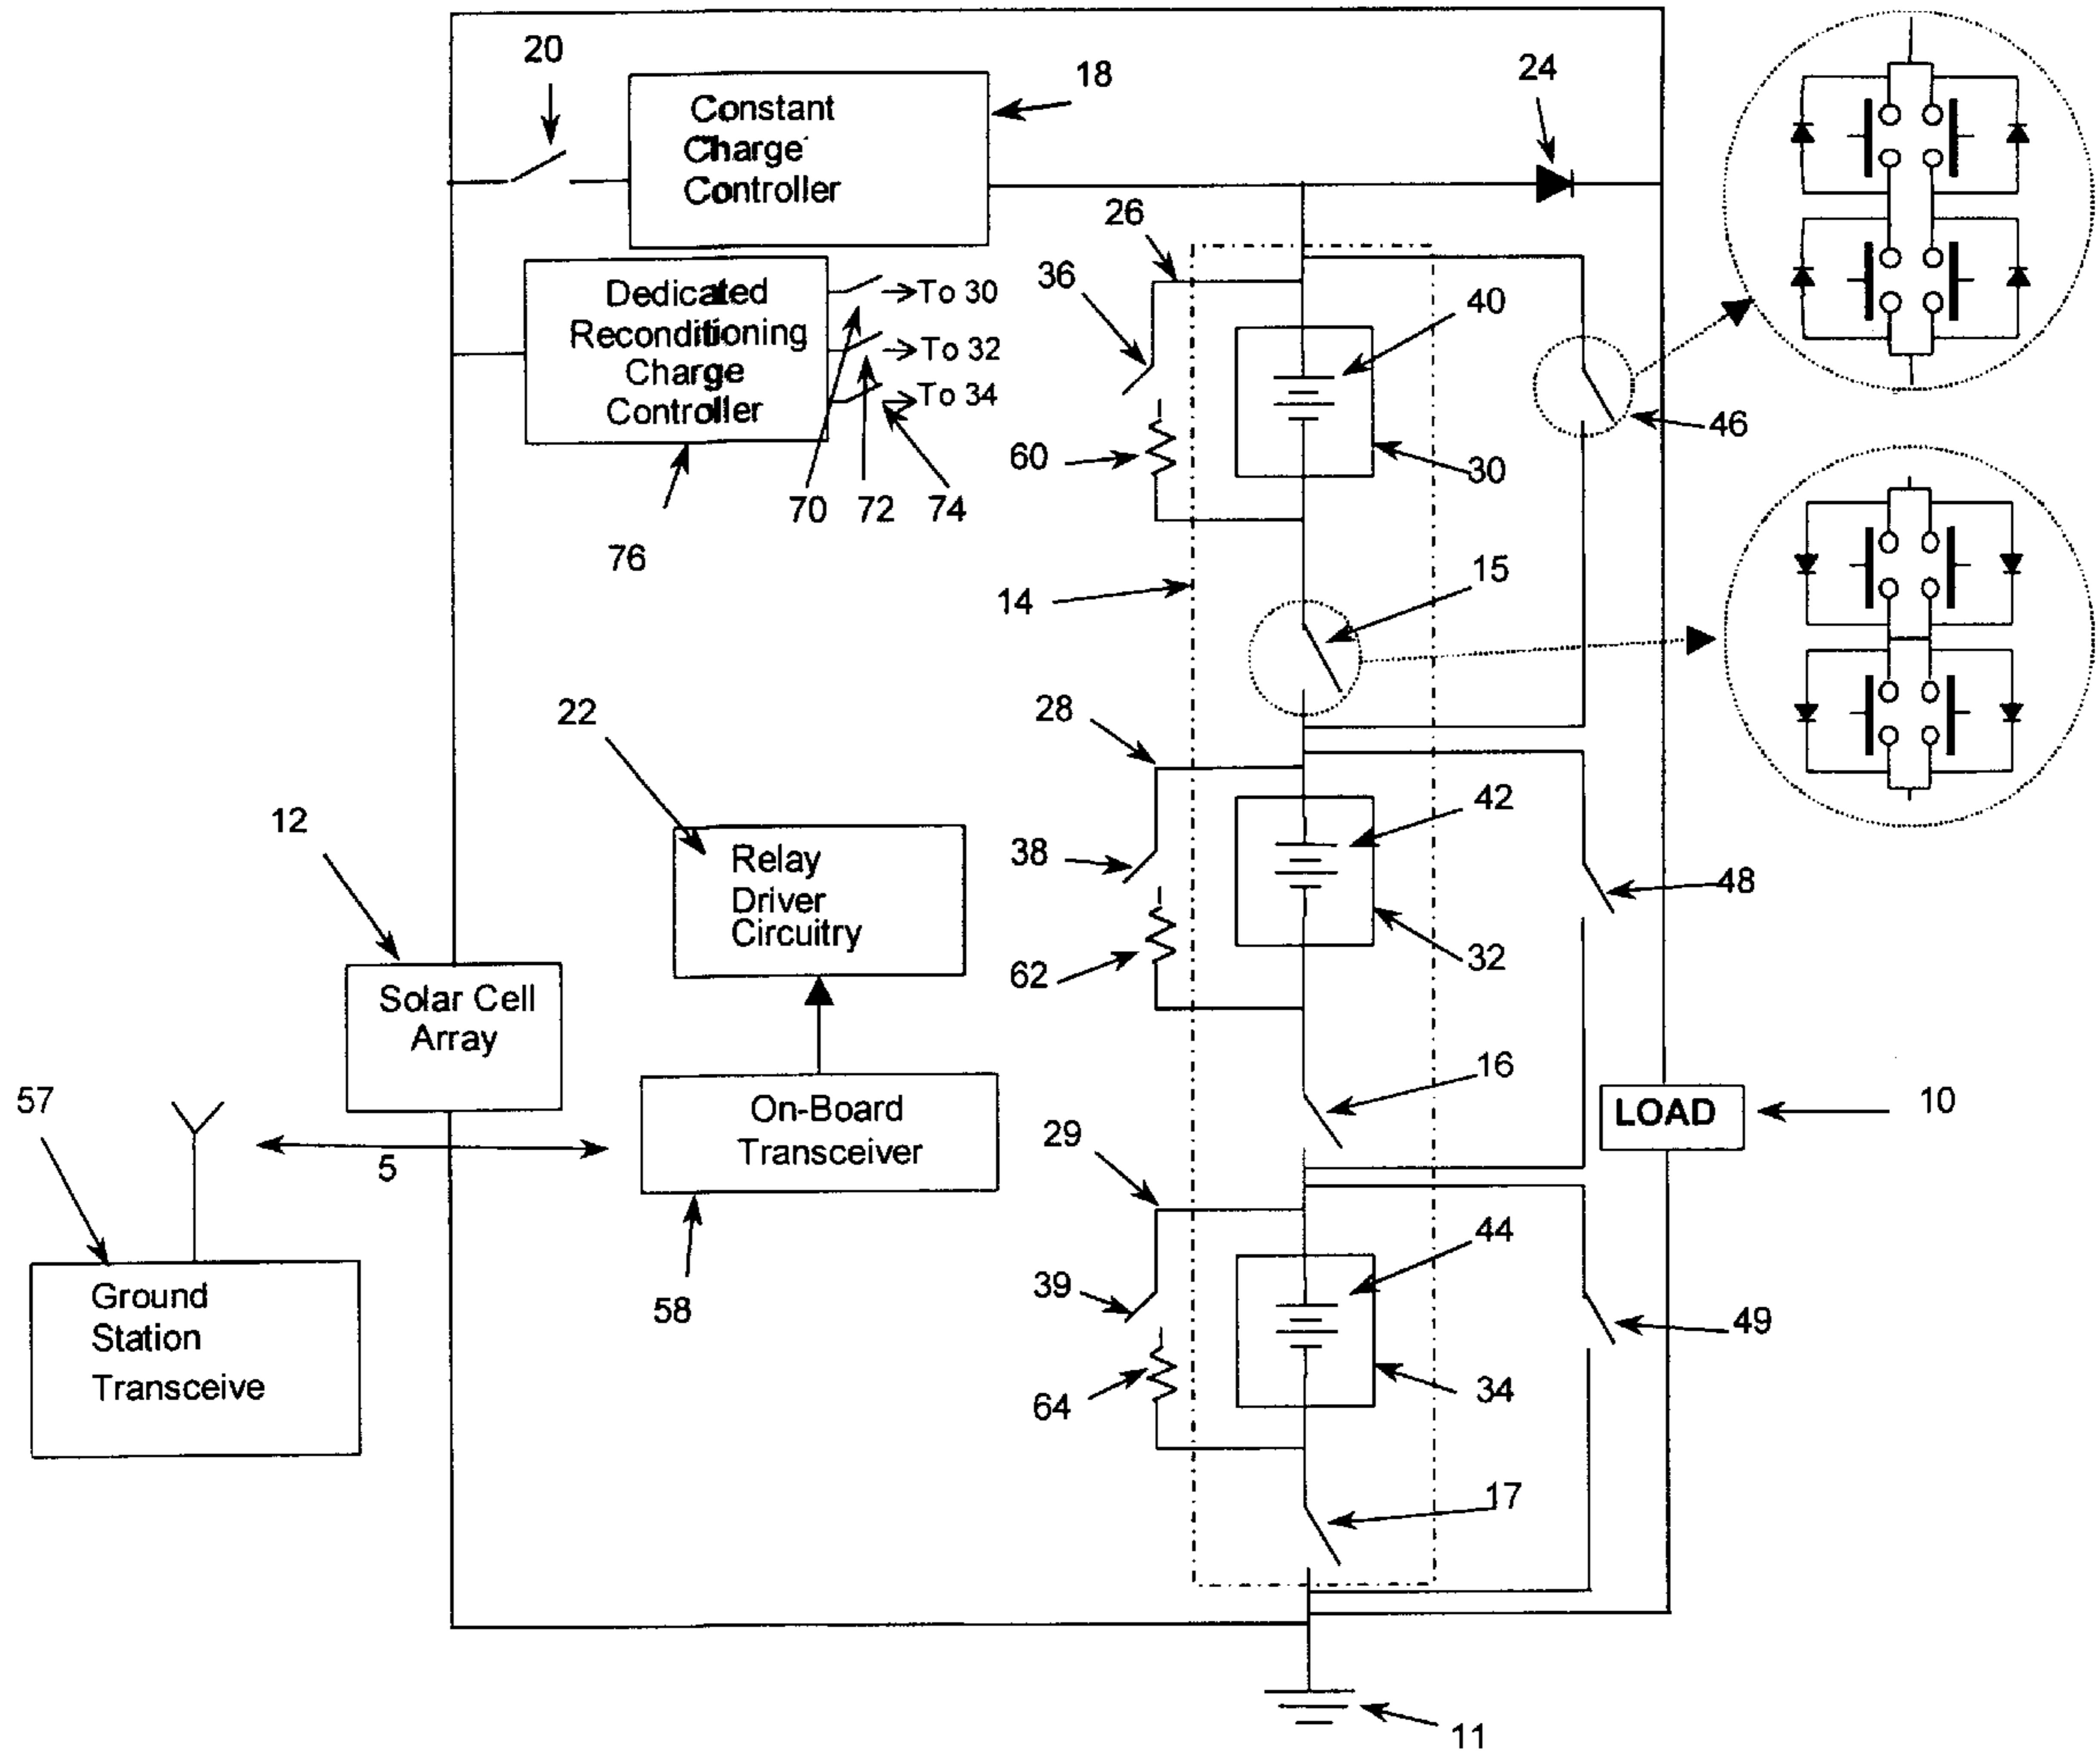 20
18
24
Constant
Charge
Controller
26
36
40
Dedicated
Reconditioning
Charge
Controller
To 30
To 32
To 34
46
60
30
70
72
74
76
15
14
28
22
42
12
38
48
Relay
Driver
Circuitry
62
32
Solar Cell
Array
16
57
On-Board
Transceiver
LOAD
10
29
5
44
39
58
49
Ground
Station
Transceive
64
34
17
11